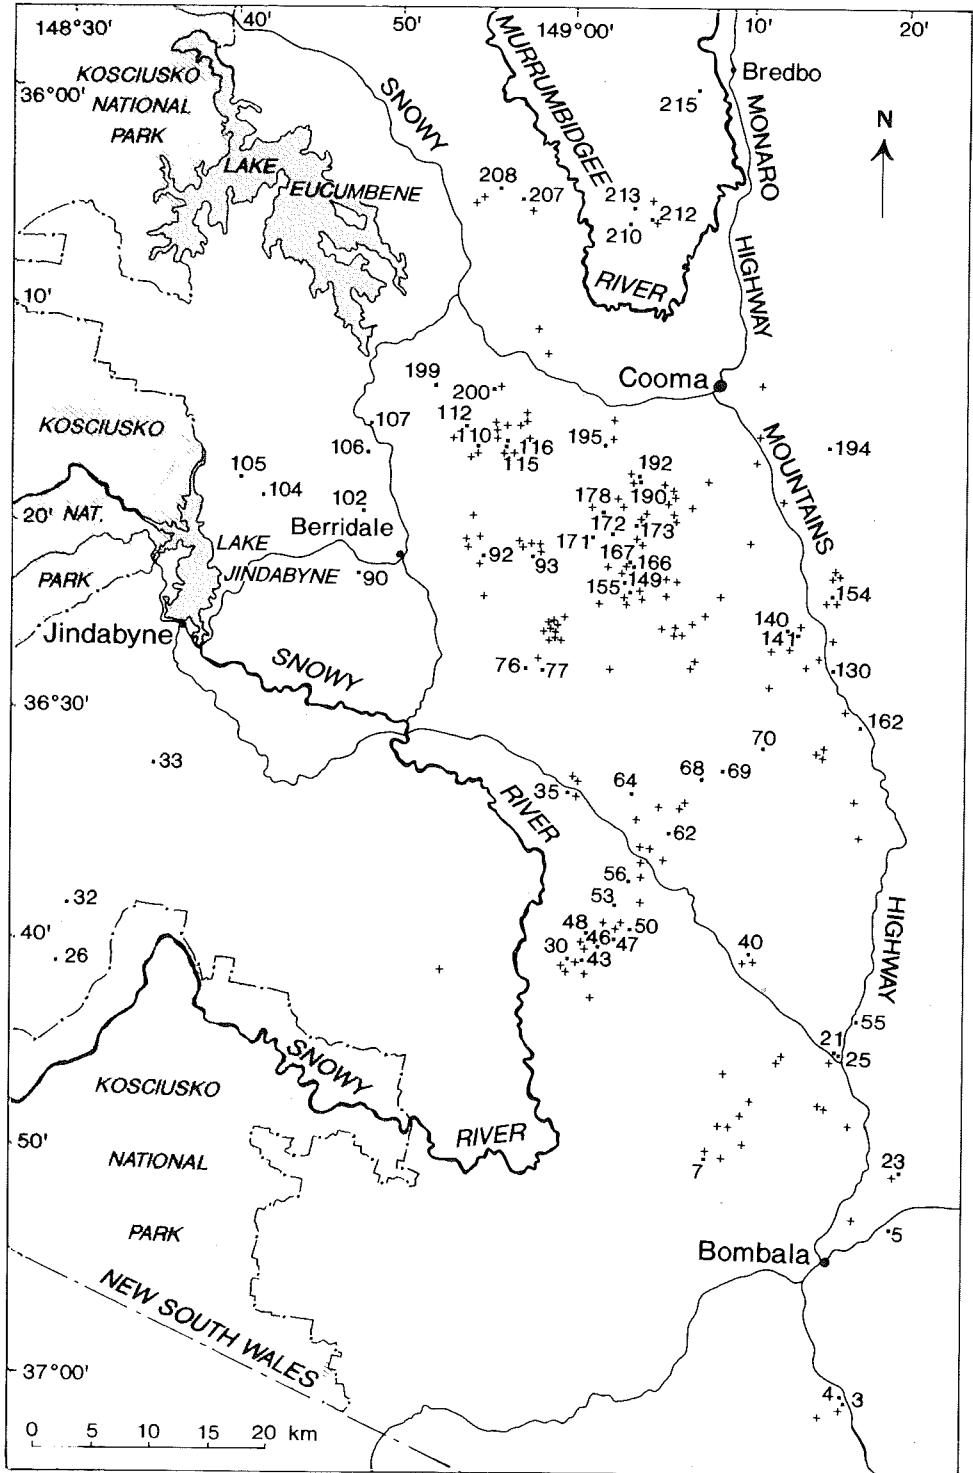 148°30'
40'
50'
149°00'
10'
20'
KOSCIUSKO
NATIONAL
PARK
36°00'
SNOWY
MURRUMBIDGEE
RIVER
Bredbo
215
MONARO
HIGHWAY
N
LAKE
EUCUMBENE
208
207
213
212
210
10'
Cooma
199
200
107
112
110
116
115
106
195
194
KOSCIUSKO
NAT.
PARK
105
104
102
192
178
190
MOUNTAINS
20'
Berridale
172
173
171
LAKE
JINDABYNE
90
92
93
167
166
155
149
154
140
141
Jindabyne
SNOWY
76
77
130
36°30'
162
70
33
68
69
35
64
RIVER
62
56
53
32
HIGHWAY
40'
48
50
46
47
26
30
43
40
55
21
25
SNOWY
KOSCIUSKO
RIVER
50'
NATIONAL
7
23
PARK
5
Bombala
NEW SOUTH WALES
37°00'
4
3
0 5 10 15 20 km